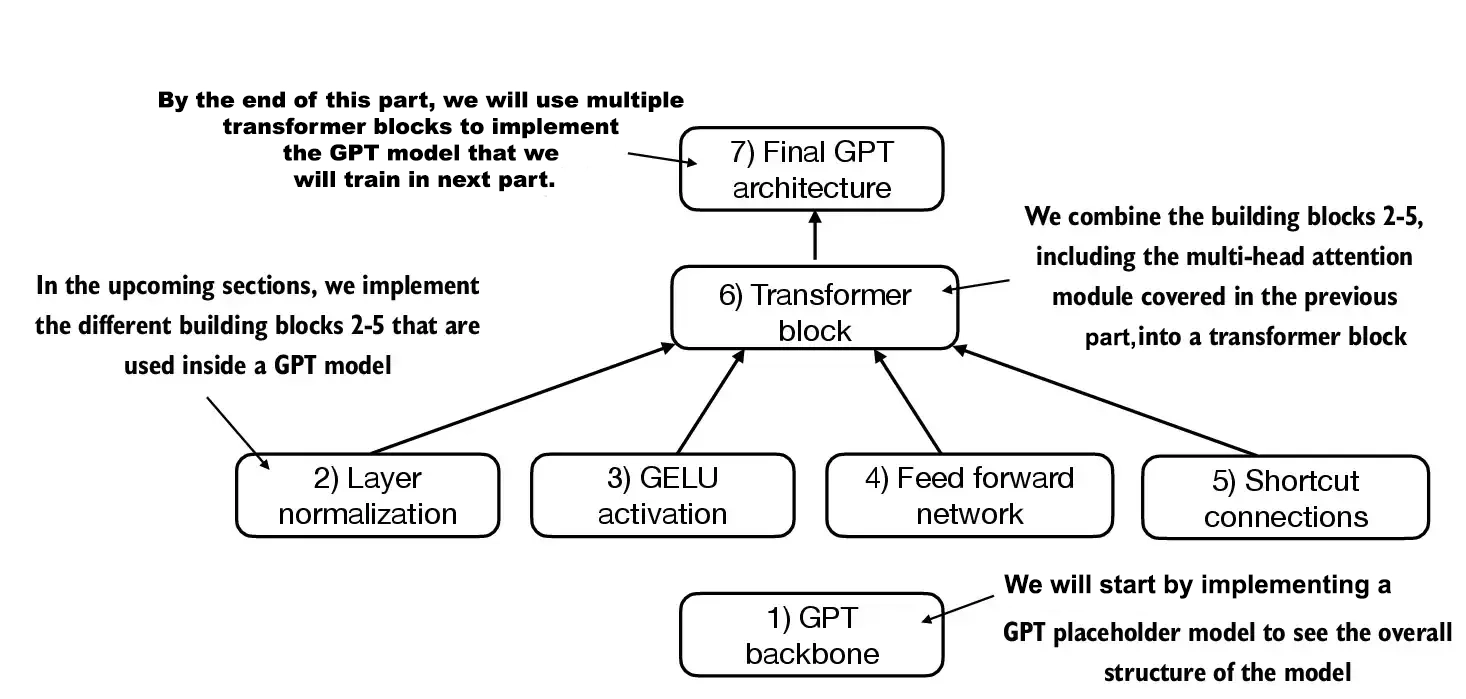 By the end of this part, we will use multiple
transformer blocks to implement
the GPT model that we
will train in next part.
7) Final GPT
architecture
We combine the building blocks 2-5,
including the multi-head attention
module covered in the previous
part,into a transformer block
6) Transformer
block
In the upcoming sections, we implement
the different building blocks 2-5 that are
used inside a GPT model
2) Layer
normalization
3) GELU
activation
4) Feed forward
network
5) Shortcut
connections
1) GPT
backbone
We will start by implementing a
GPT placeholder model to see the overall
structure of the model